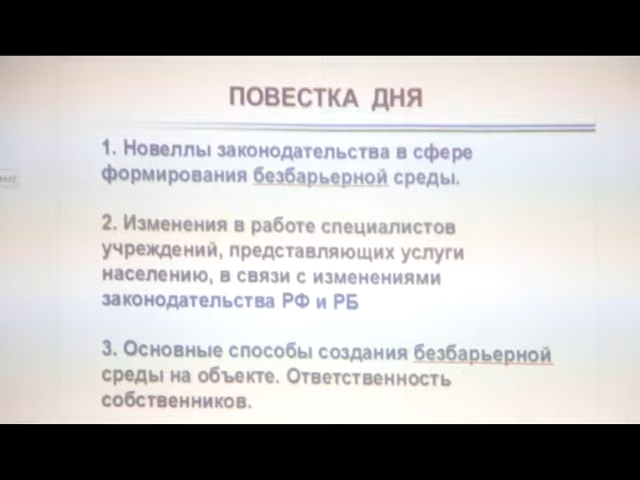 ПОВЕСТКА ДНЯ
1. Новеллы законодательства в сфере
формирования безбарьерной среды.
2. Изменения в работе специалистов
учреждений, представляющих услуги
населению, в связи с изменениями
законодательства РФ и РБ
3. Основные способы создания безбарьерной
среды на объекте. Ответственность
собственников.